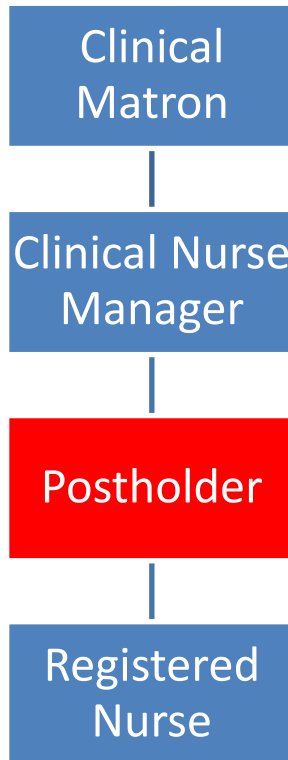 Clinical
Matron
Clinical Nurse
Manager
Postholder
Registered
Nurse